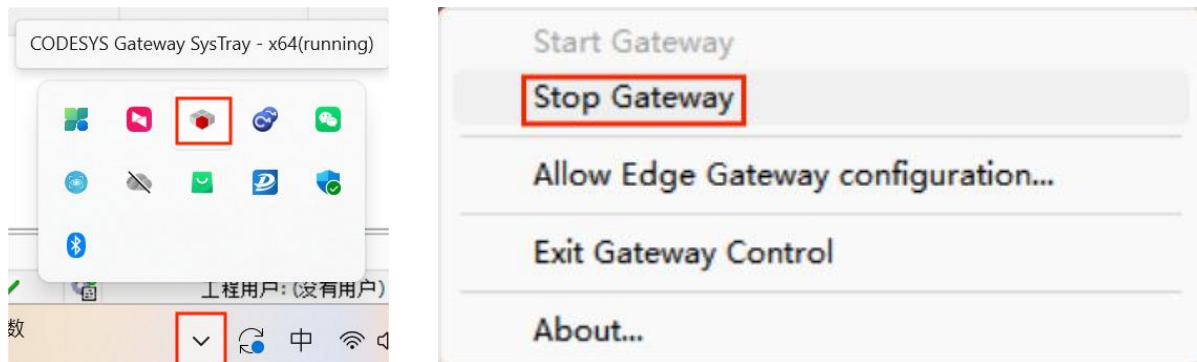 CODESYS Gateway SysTray - x64(running)
工程用户: (没有用户)
数
中
Start Gateway
Stop Gateway
Allow Edge Gateway configuration...
Exit Gateway Control
About...